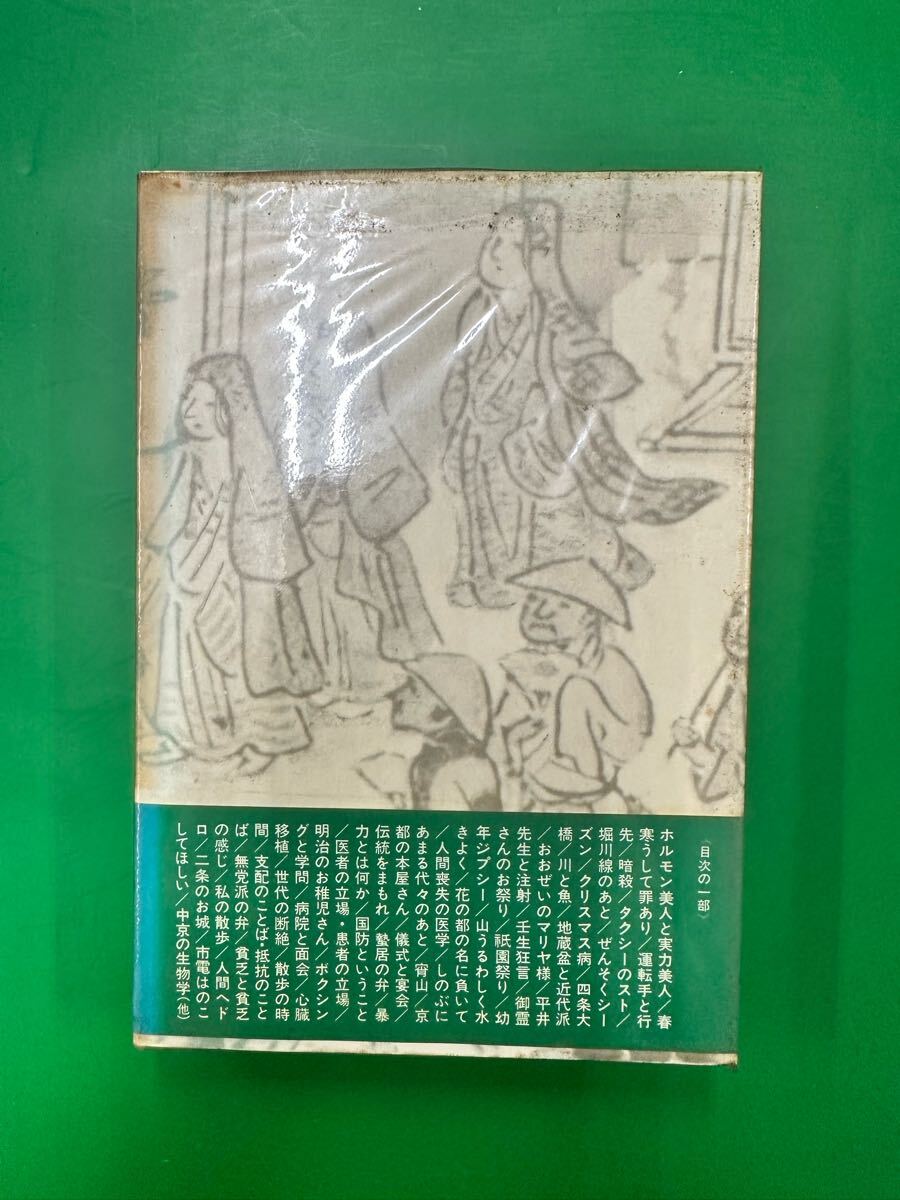 〈目次の一部〉
ホルモン美人と実力美人／春
寒うして罪あり／運転手と行
先／暗殺／タクシーのスト／
堀川線のあと／ぜんそくシー
ズン／クリスマス病／四条大
橋／川と魚／地蔵盆と近代派
／おおぜいのマリヤ様／平井
先生と注射／壬生狂言／御霊
さんのお祭り／祇園祭り／幼
年ジプシー／山うるわしく水
きよく／花の都の名に負いて
／人間喪失の医学／しのぶに
あまる代々のあと／宵山／京
都の本屋さん／儀式と宴会／
伝統をまもれ／蟄居の弁／暴
力とは何か／国防ということ
／医者の立場・患者の立場／
明治のお稚児さん／ボクシン
グと学問／病院と面会／心臓
移植／世代の断絶／散歩の時
間／支配のことば・抵抗のこと
ば／無党派の弁／貧乏と貧乏
の感じ／私の散歩／人間ヘド
ロ／二条のお城／市電はのこ
してほしい／中京の生物学（他）